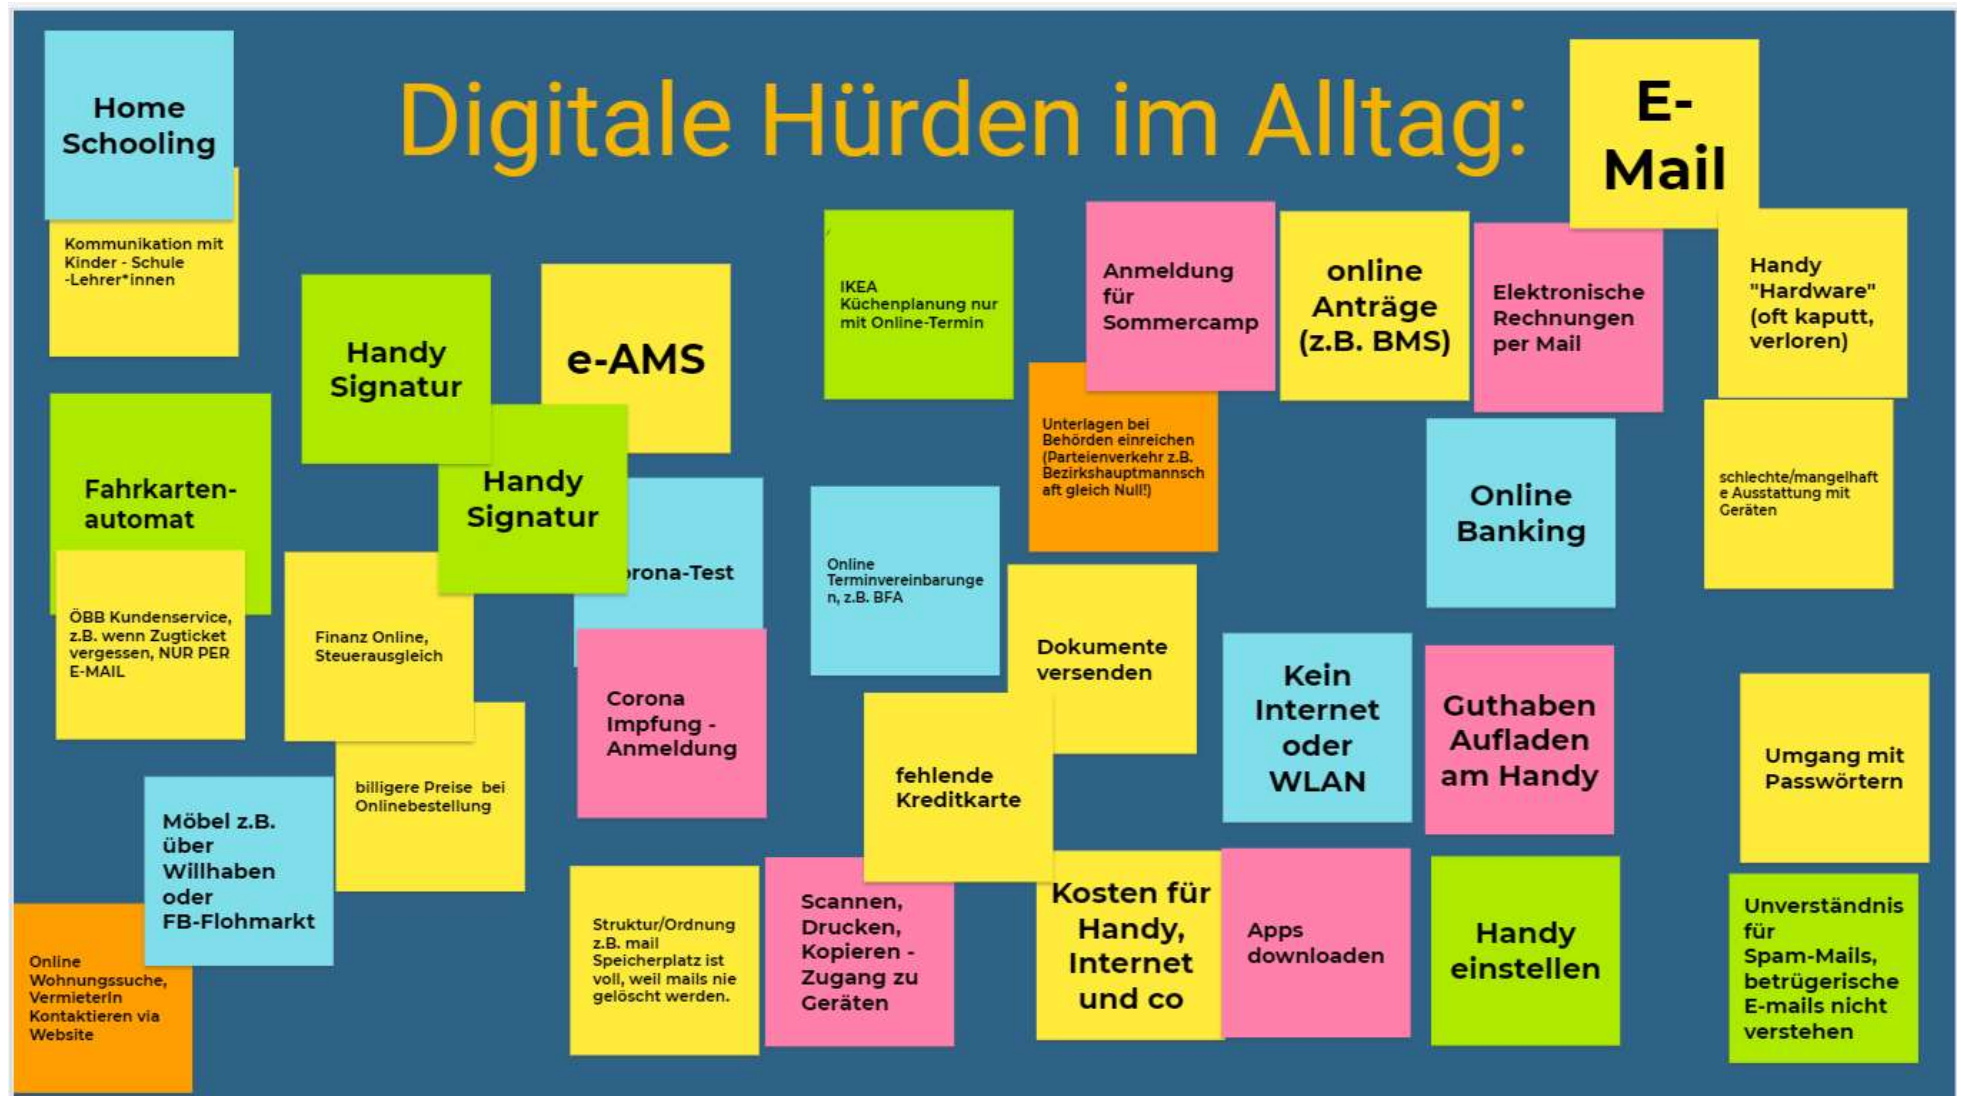 Digitale Hürden im Alltag:
Home
Schooling
Kommunikation mit
Kinder - Schule
-Lehrer*innen
Handy
Signatur
e-AMS
Handy
Signatur
Fahrkarten-
automat
ÖBB Kundenservice,
z.B. wenn Zugticket
vergessen, NUR PER
E-MAIL
Finanz Online,
Steuerausgleich
billigere Preise bei
Onlinebestellung
Möbel z.B.
über
Willhaben
oder
FB-Flohmarkt
Online
Wohnungssuche,
VermieterIn
Kontaktieren via
Website
rona-Test
Corona
Impfung -
Anmeldung
Struktur/Ordnung
z.B. mail
Speicherplatz ist
voll, weil mails nie
gelöscht werden.
Scannen,
Drucken,
Kopieren -
Zugang zu
Geräten
IKEA
Küchenplanung nur
mit Online-Termin
Online
Terminvereinbarunge
n, z.B. BFA
Anmeldung
für
Sommercamp
Unterlagen bei
Behörden einreichen
(Parteienverkehr z.B.
Bezirkshauptmannsch
aft gleich Null!)
Dokumente
versenden
fehlende
Kreditkarte
Kosten für
Handy,
Internet
und co
online
Anträge
(z.B. BMS)
Elektronische
Rechnungen
per Mail
E-
Mail
Handy
"Hardware"
(oft kaputt,
verloren)
Online
Banking
schlechte/mangelhaft
e Ausstattung mit
Geräten
Kein
Internet
oder
WLAN
Guthaben
Aufladen
am Handy
Umgang mit
Passwörtern
Apps
downloaden
Handy
einstellen
Unverständnis
für
Spam-Mails,
betrügerische
E-mails nicht
verstehen